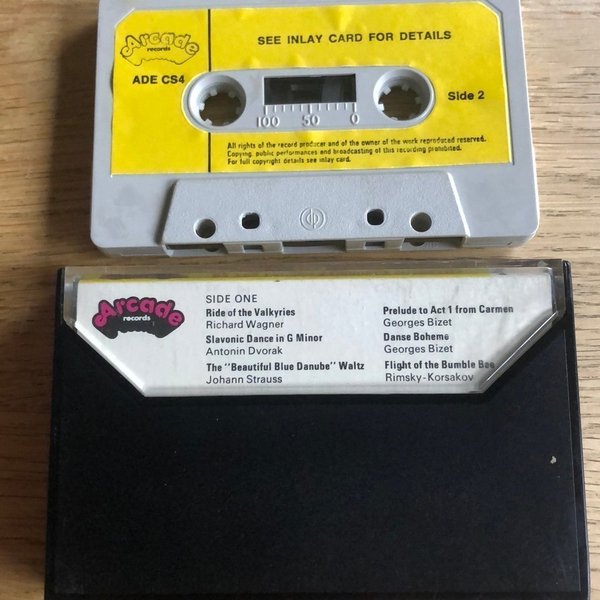 Arcade
records
SEE INLAY CARD FOR DETAILS
ADE CS4
Side 2
100 50 0
All rights of the record producer and of the owner of the work reproduced reserved.
Copying, public performances and broadcasting of this recording prohibited.
For full copyright details see inlay card.
Arcade
records
SIDE ONE
Ride of the Valkyries
Richard Wagner
Slavonic Dance in G Minor
Antonin Dvorak
The "Beautiful Blue Danube" Waltz
Johann Strauss
Prelude to Act 1 from Carmen
Georges Bizet
Danse Boheme
Georges Bizet
Flight of the Bumble Bee
Rimsky-Korsakov